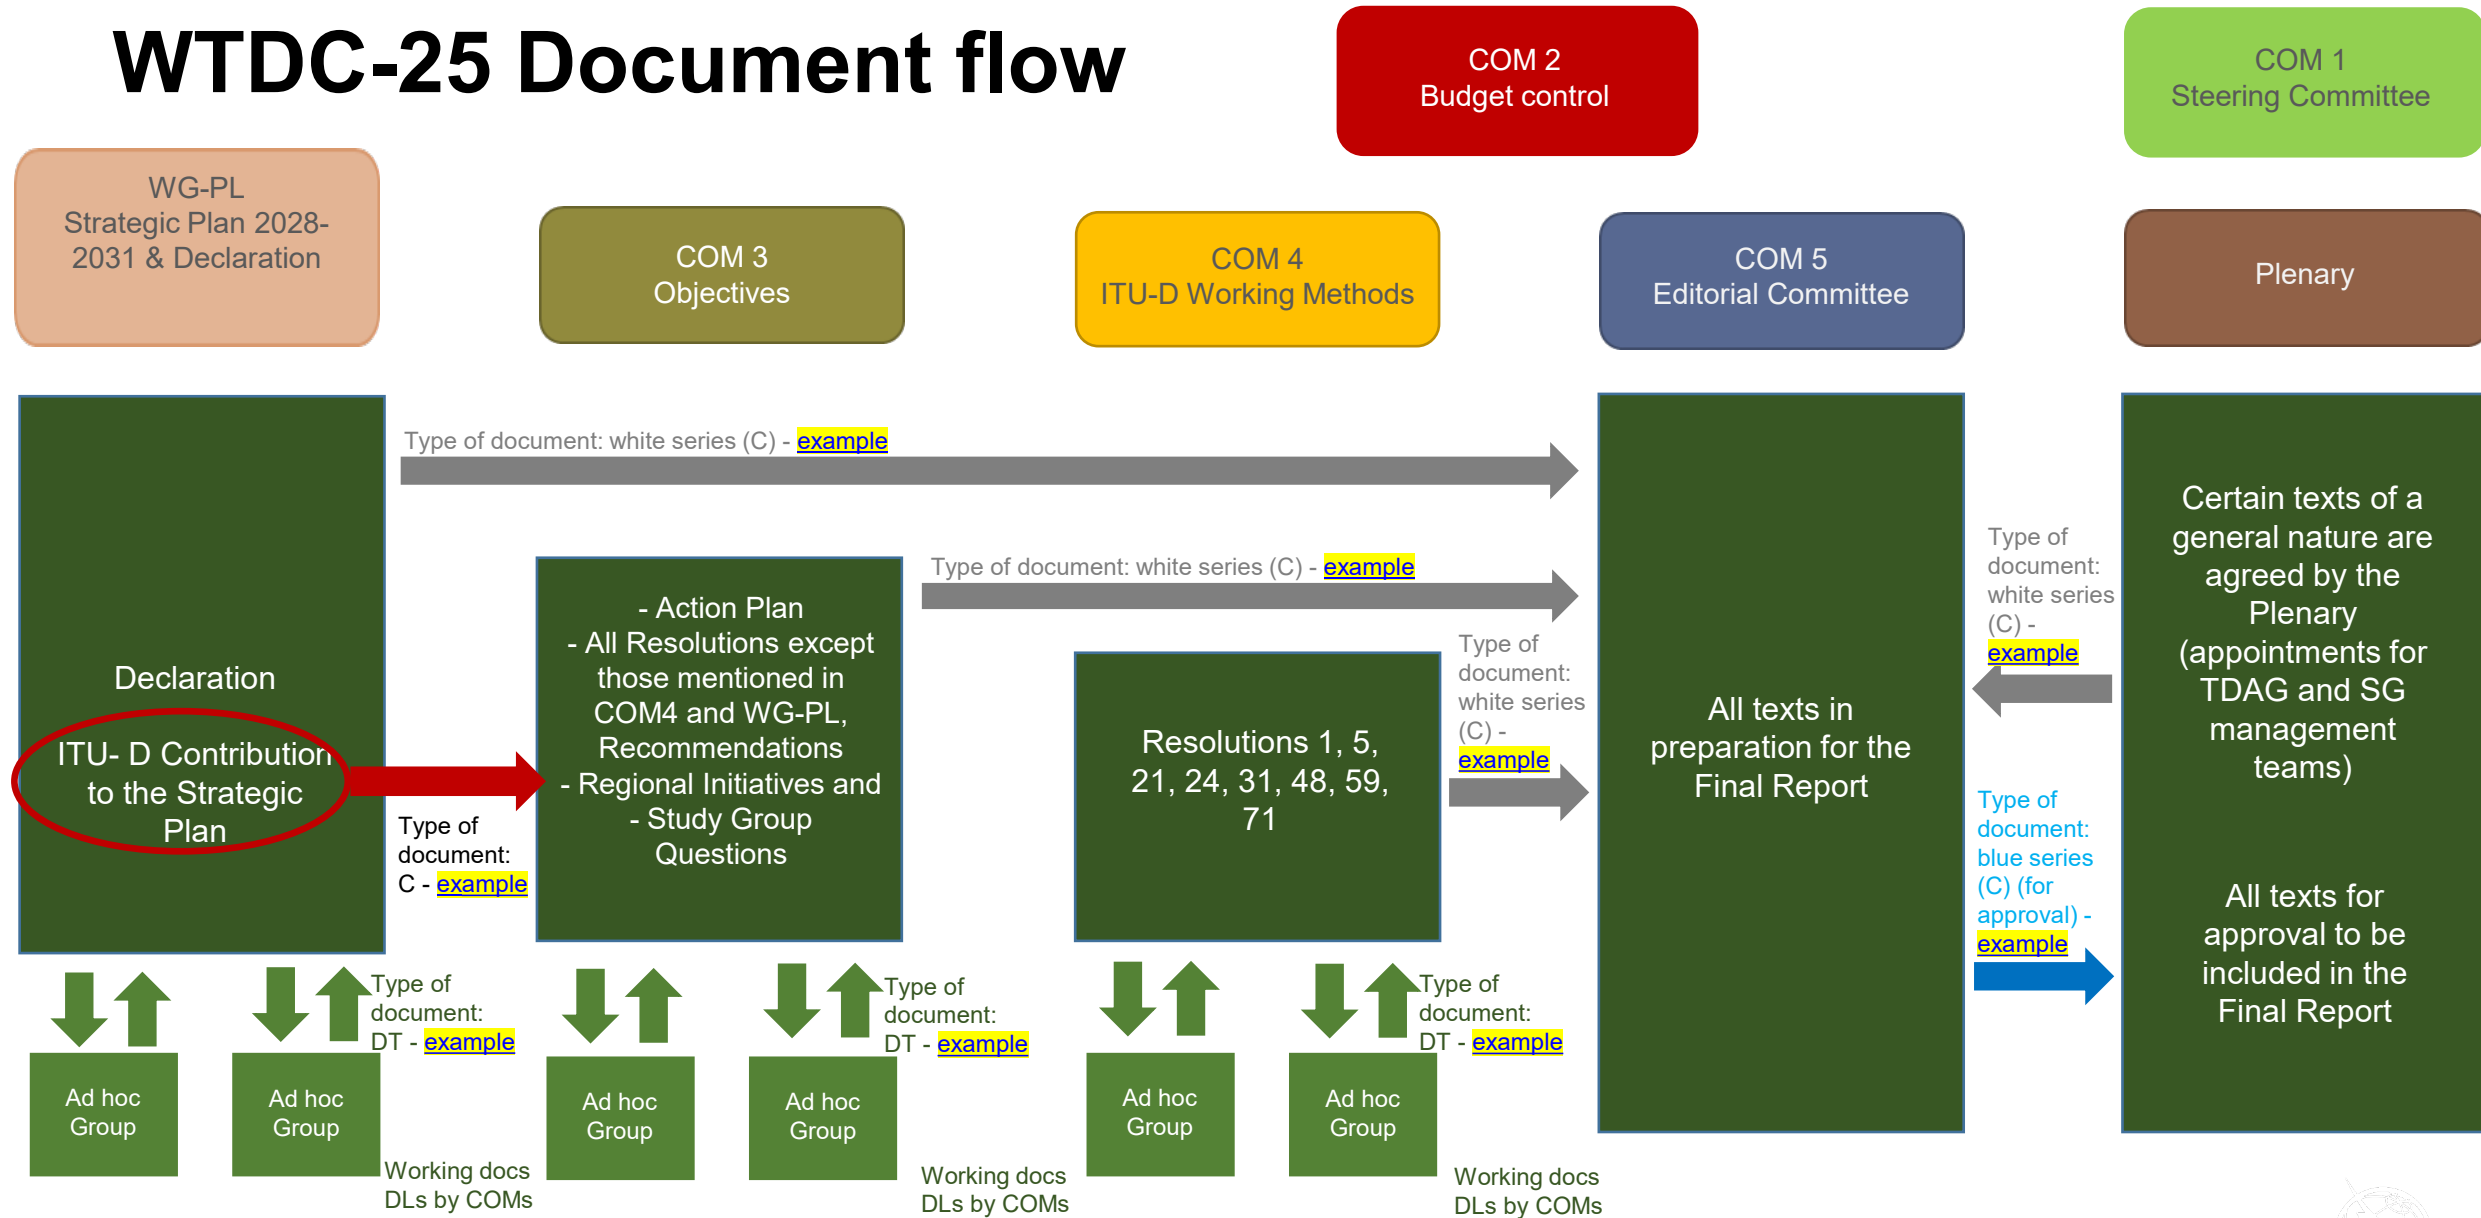 WTDC-25 Document flow
COM 2
Budget control
COM 1
Steering Committee
WG-PL
Strategic Plan 2028-
2031 & Declaration
COM 3
Objectives
COM 4
ITU-D Working Methods
COM 5
Editorial Committee
Plenary
Type of document: white series (C) - example
Type of document: white series (C) - example
Declaration
ITU- D Contribution
to the Strategic
Plan
Type of
document:
C - example
- Action Plan
- All Resolutions except
those mentioned in
COM4 and WG-PL,
Recommendations
- Regional Initiatives and
- Study Group
Questions
Resolutions 1, 5,
21, 24, 31, 48, 59,
71
Type of
document:
white series
(C) -
example
All texts in
preparation for the
Final Report
Type of
document:
white series
(C) -
example
Type of
document:
blue series
(C) (for
approval) -
example
Certain texts of a
general nature are
agreed by the
Plenary
(appointments for
TDAG and SG
management
teams)
All texts for
approval to be
included in the
Final Report
Type of
document:
DT - example
Type of
document:
DT - example
Type of
document:
DT - example
Ad hoc
Group
Ad hoc
Group
Ad hoc
Group
Ad hoc
Group
Ad hoc
Group
Ad hoc
Group
Working docs
DLs by COMs
Working docs
DLs by COMs
Working docs
DLs by COMs